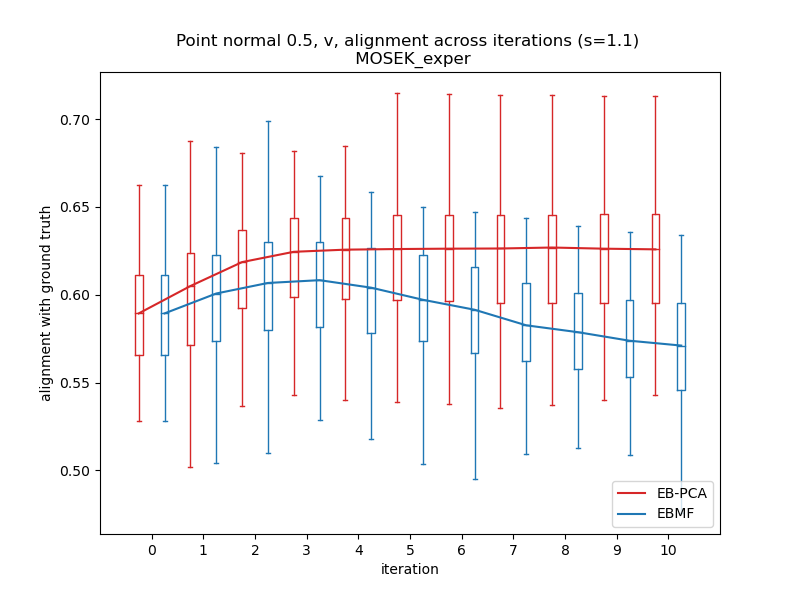 Point normal 0.5, v, alignment across iterations (s=1.1)
MOSEK_exper
alignment with ground truth
0.70
0.65
0.60
0.55
0.50
EB-PCA
EBMF
0 1 2 3 4 5 6 7 8 9 10
iteration